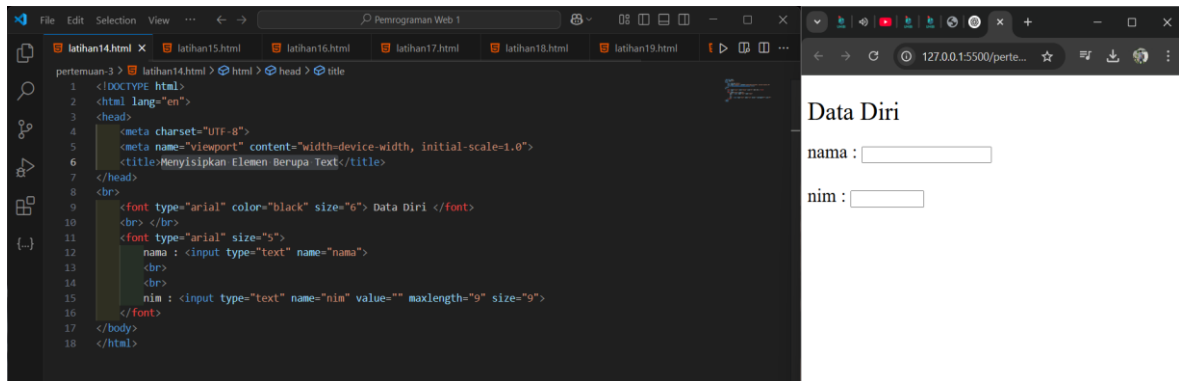 File Edit Selection View ... Pemrograman Web 1
latihan14.html latihan15.html latihan16.html latihan17.html latihan18.html latihan19.html
pertemuan-3 > latihan14.html > html > head > title
1 <!DOCTYPE html>
2 <html lang="en">
3 <head>
4 <meta charset="UTF-8">
5 <meta name="viewport" content="width=device-width, initial-scale=1.0">
6 <title>Menyisipkan Elemen Berupa Text</title>
7 </head>
8 <br>
9 <font type="arial" color="black" size="6"> Data Diri </font>
10 <br> </br>
11 <font type="arial" size="5">
12 nama : <input type="text" name="nama">
13 <br>
14 <br>
15 nim : <input type="text" name="nim" value="" maxlength="9" size="9">
16 </font>
17 </body>
18 </html>
127.0.0.1:5500/perte...
Data Diri
nama :
nim :